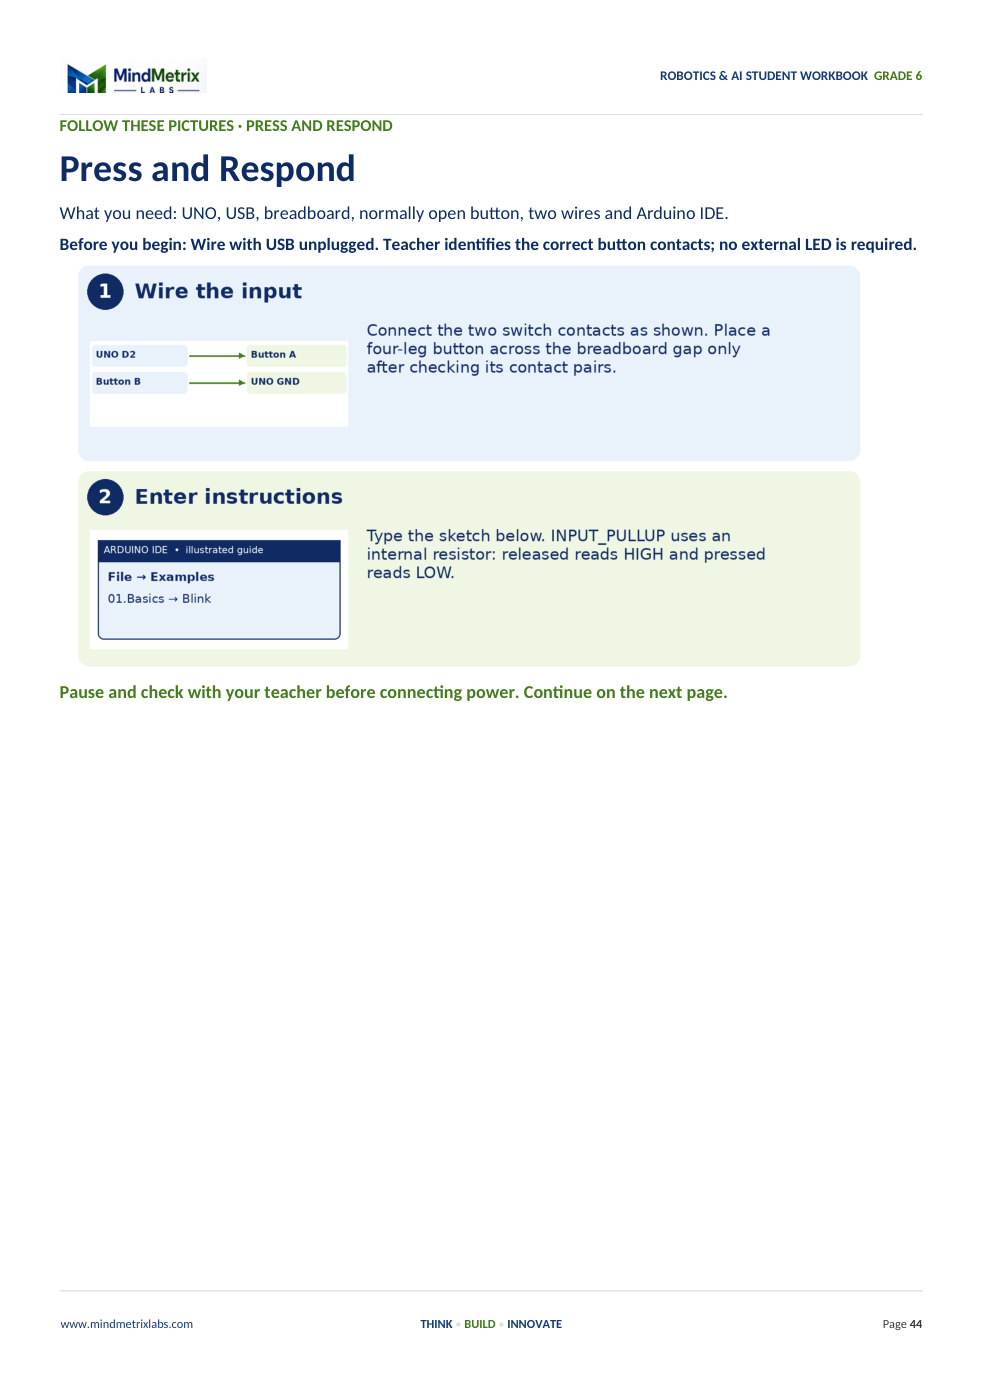 MindMetrix
LABS
ROBOTICS & AI STUDENT WORKBOOK GRADE 6
FOLLOW THESE PICTURES · PRESS AND RESPOND
Press and Respond
What you need: UNO, USB, breadboard, normally open button, two wires and Arduino IDE.
Before you begin: Wire with USB unplugged. Teacher identifies the correct button contacts; no external LED is required.
1 Wire the input
UNO D2 → Button A
Button B → UNO GND
Connect the two switch contacts as shown. Place a
four-leg button across the breadboard gap only
after checking its contact pairs.
2 Enter instructions
ARDUINO IDE • illustrated guide
File → Examples
01.Basics → Blink
Type the sketch below. INPUT_PULLUP uses an
internal resistor: released reads HIGH and pressed
reads LOW.
Pause and check with your teacher before connecting power. Continue on the next page.
www.mindmetrixlabs.com
THINK • BUILD • INNOVATE
Page 44